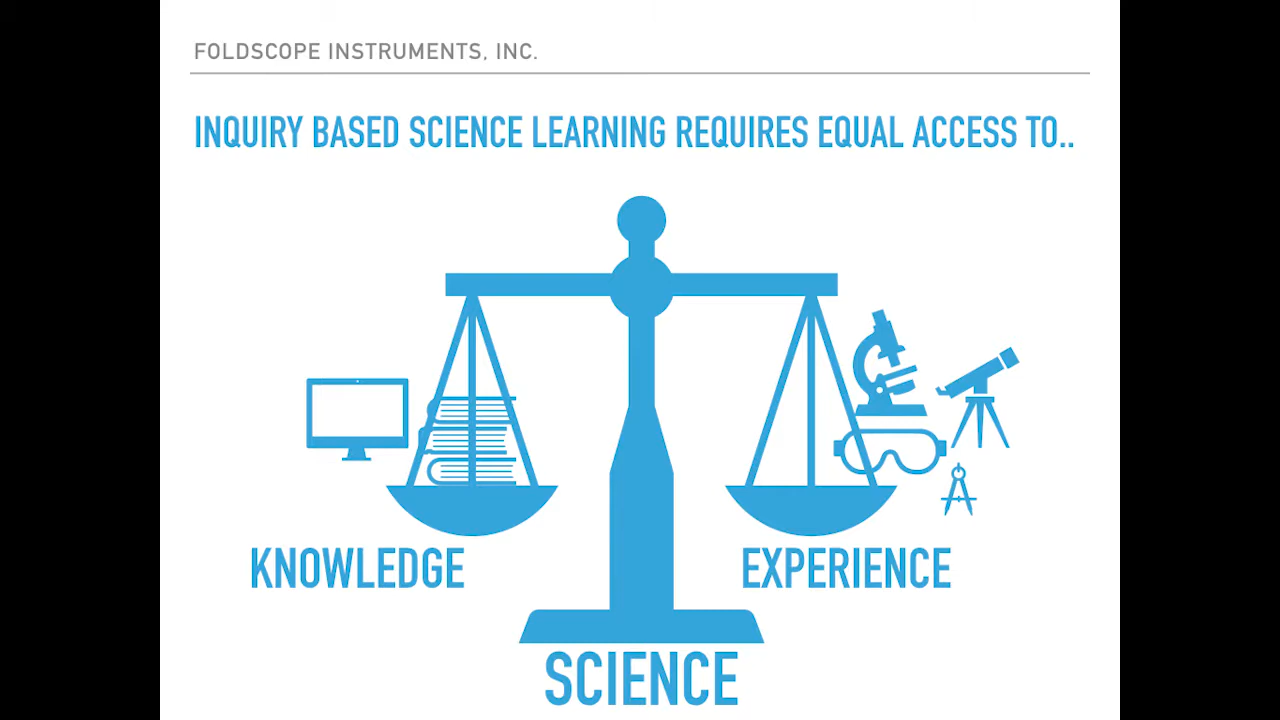 FOLDSCOPE INSTRUMENTS, INC.
INQUIRY BASED SCIENCE LEARNING REQUIRES EQUAL ACCESS TO..
KNOWLEDGE
EXPERIENCE
SCIENCE